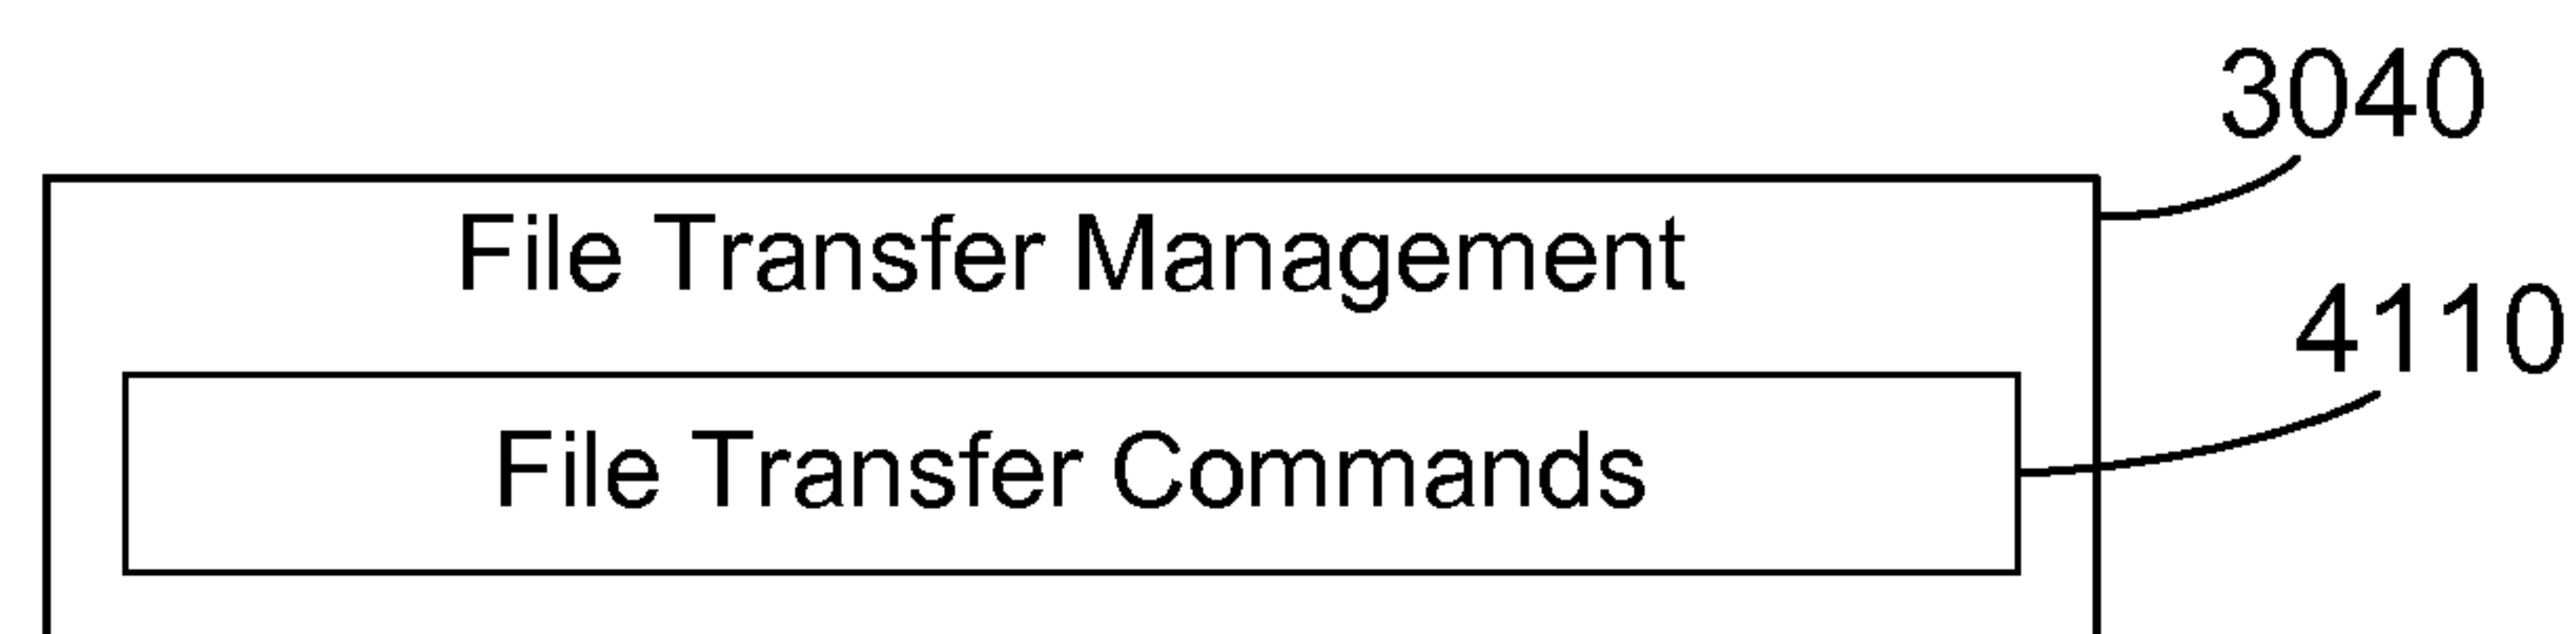 3040
File Transfer Management
4110
File Transfer Commands